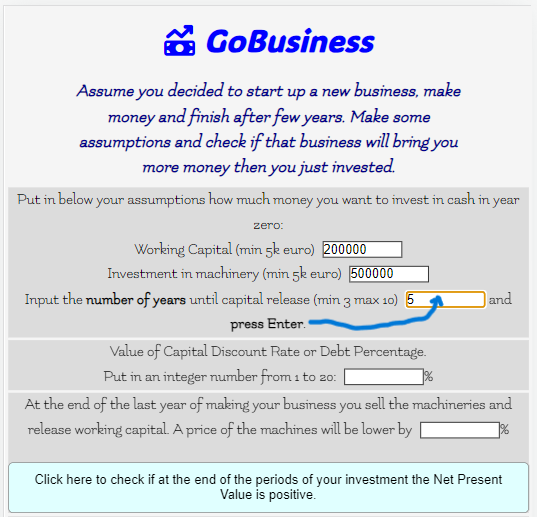 GoBusiness
Assume you decided to start up a new business, make
money and finish after few years. Make some
assumptions and check if that business will bring you
more money then you just invested.
Put in below your assumptions how much money you want to invest in cash in year
zero:
Working Capital (min 5k euro) 200000
Investment in machinery (min 5k euro) 500000
Input the number of years until capital release (min 3 max 10) 5 and
press Enter.
Value of Capital Discount Rate or Debt Percentage.
Put in an integer number from 1 to 20: %
At the end of the last year of making your business you sell the machineries and
release working capital. A price of the machines will be lower by %
Click here to check if at the end of the periods of your investment the Net Present
Value is positive.